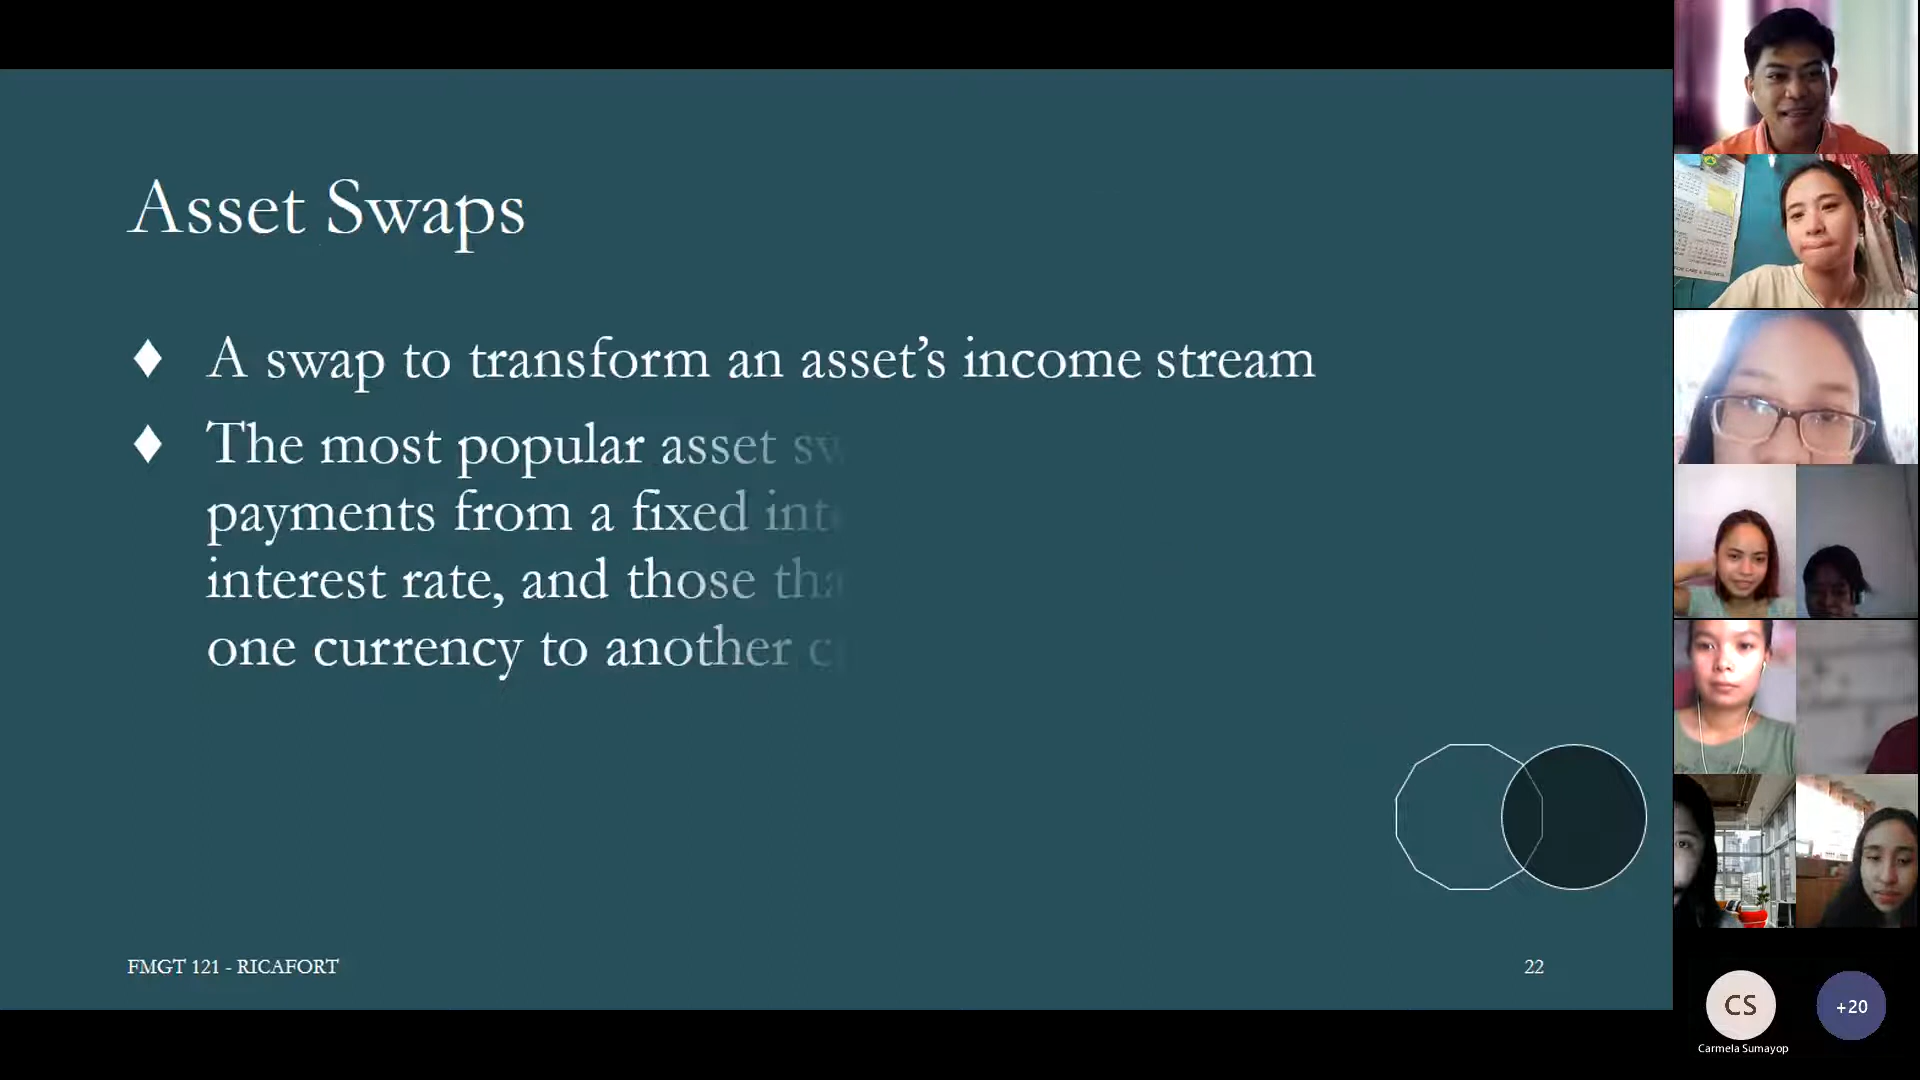 Asset Swaps
♦ A swap to transform an asset's income stream
♦ The most popular asset
payments from a fixed
interest rate, and those
one currency to another
FMGT 121 - RICAFORT
22
CS
+20
Carmela Sumayop